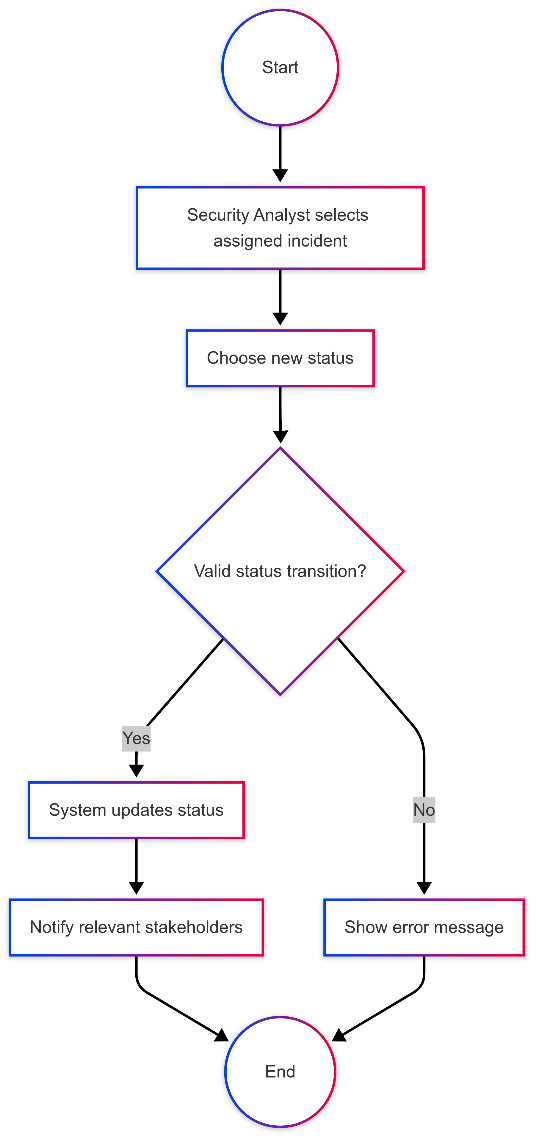 Start
Security Analyst selects
assigned incident
Choose new status
Valid status transition?
Yes
System updates status
No
Notify relevant stakeholders
Show error message
End